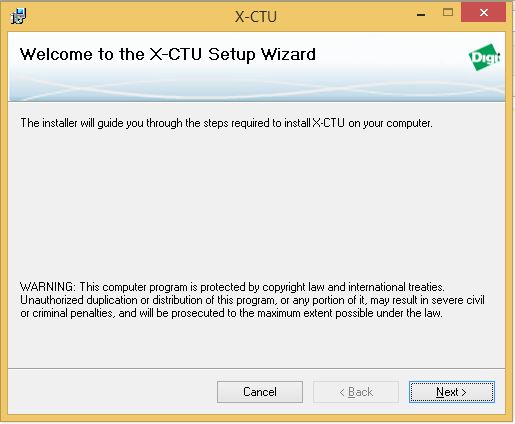 X-CTU
Welcome to the X-CTU Setup Wizard
Digi
The installer will guide you through the steps required to install X-CTU on your computer.
WARNING: This computer program is protected by copyright law and international treaties.
Unauthorized duplication or distribution of this program, or any portion of it, may result in severe civil
or criminal penalties, and will be prosecuted to the maximum extent possible under the law.
Cancel
< Back
Next >